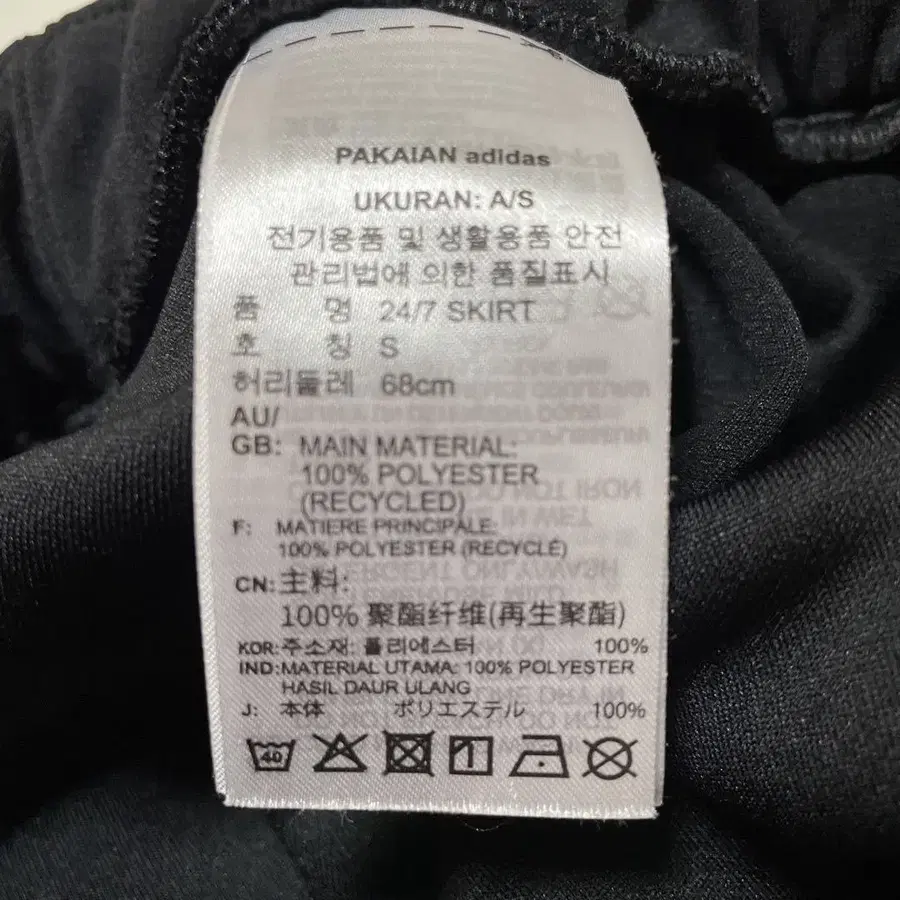 PAKAIAN adidas
UKURAN: A/S
전기용품 및 생활용품 안전
관리법에 의한 품질표시
품 명 24/7 SKIRT
호 칭 S
허리둘레 68cm
AU/
GB: MAIN MATERIAL:
100% POLYESTER
(RECYCLED)
F: MATIERE PRINCIPALE:
100% POLYESTER (RECYCLÉ)
CN: 主料:
100% 聚酯纤维(再生聚酯)
KOR: 주소재: 폴리에스터 100%
IND: MATERIAL UTAMA: 100% POLYESTER
HASIL DAUR ULANG
J: 本体 ポリエステル 100%
40